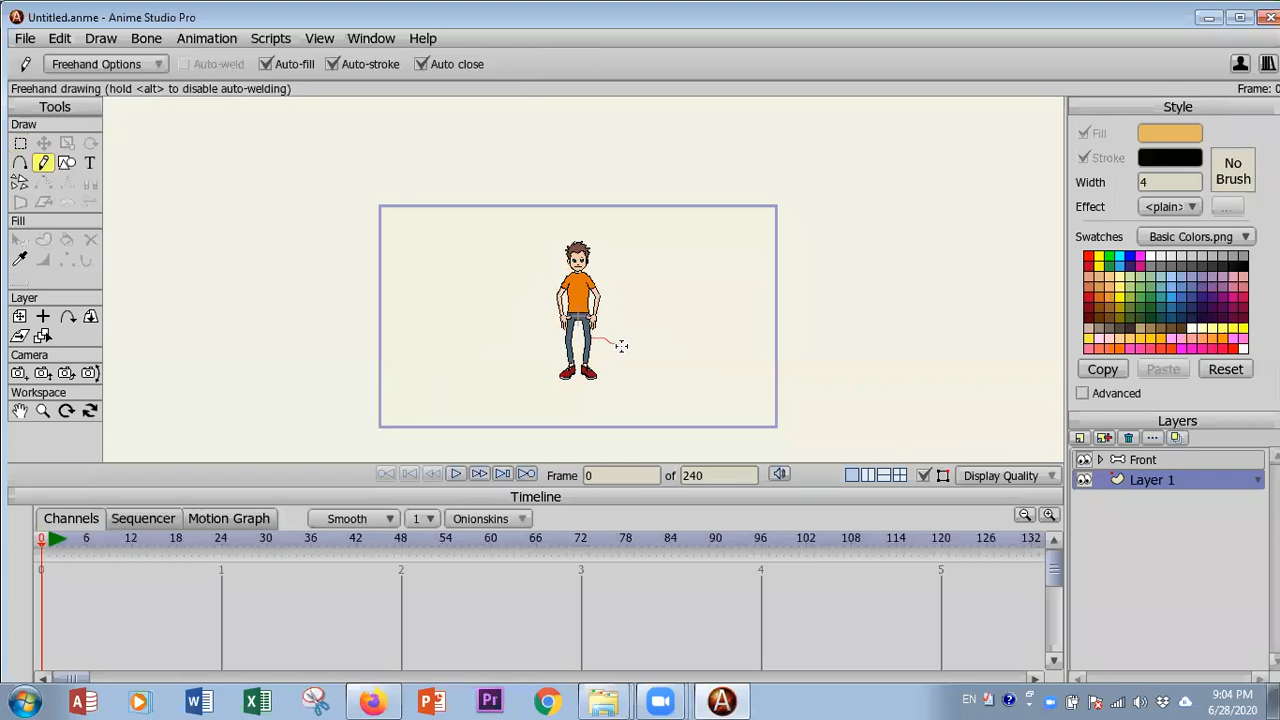 Untitled.anme - Anime Studio Pro
File Edit Draw Bone Animation Scripts View Window Help
Freehand Options Auto-weld Auto-fill Auto-stroke Auto close
Freehand drawing (hold <alt> to disable auto-welding) Frame: 0
Tools
Draw
T
Fill
Layer
Camera
Workspace
Style
Fill
Stroke
No Brush
Width 4
Effect <plain> ...
Swatches Basic Colors.png
Copy Paste Reset
Advanced
Layers
Front
Layer 1
Frame 0 of 240 Display Quality
Timeline
Channels Sequencer Motion Graph Smooth 1 Onionskins
0 6 12 18 24 30 36 42 48 54 60 66 72 78 84 90 96 102 108 114 120 126 132
0 1 2 3 4 5
EN 9:04 PM
6/28/2020